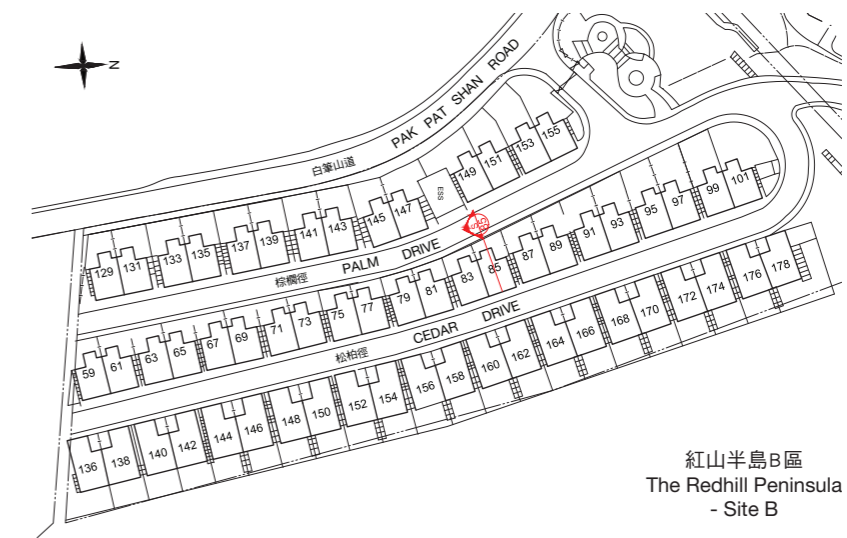 N
白筆山道
PAK PAT SHAN ROAD
149 151 153 155
ESS
129 131 133 135 137 139 141 143 145 147
棕櫚徑
PALM DRIVE
59 61 63 65 67 69 71 73 75 77 79 81 83 85 87 89 91 93 95 97 99 101
松柏徑
CEDAR DRIVE
136 138 140 142 144 146 148 150 152 154 156 158 160 162 164 166 168 170 172 174 176 178
紅山半島B區
The Redhill Peninsula
- Site B